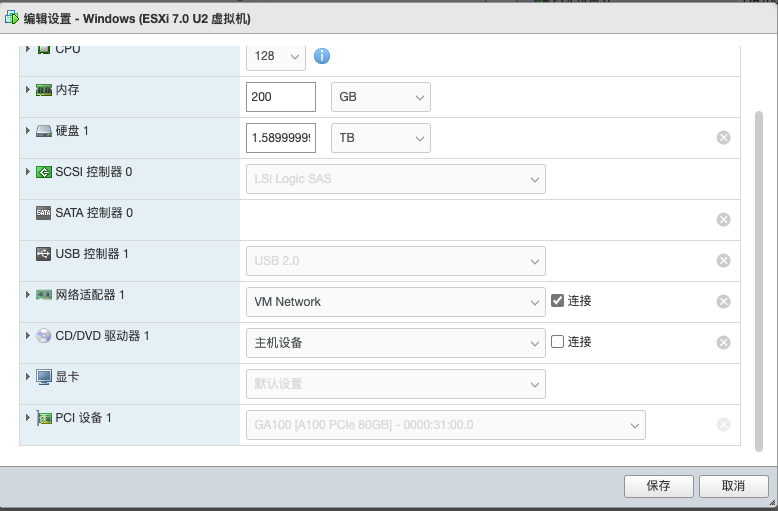 编辑设置 - Windows (ESXi 7.0 U2 虚拟机)
CPU 128
内存 200 GB
硬盘 1 1.58999999 TB
SCSI 控制器 0 LSI Logic SAS
SATA 控制器 0
USB 控制器 1 USB 2.0
网络适配器 1 VM Network 连接
CD/DVD 驱动器 1 主机设备 连接
显卡 默认设置
PCI 设备 1 GA100 [A100 PCIe 80GB] - 0000:31:00.0
保存 取消